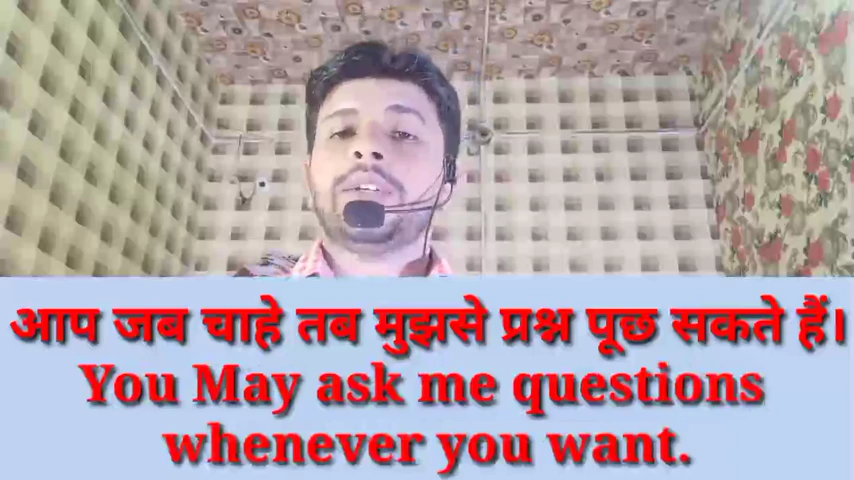 आप जब चाहे तब मुझसे प्रश्न पूछ सकते हैं।
You May ask me questions
whenever you want.